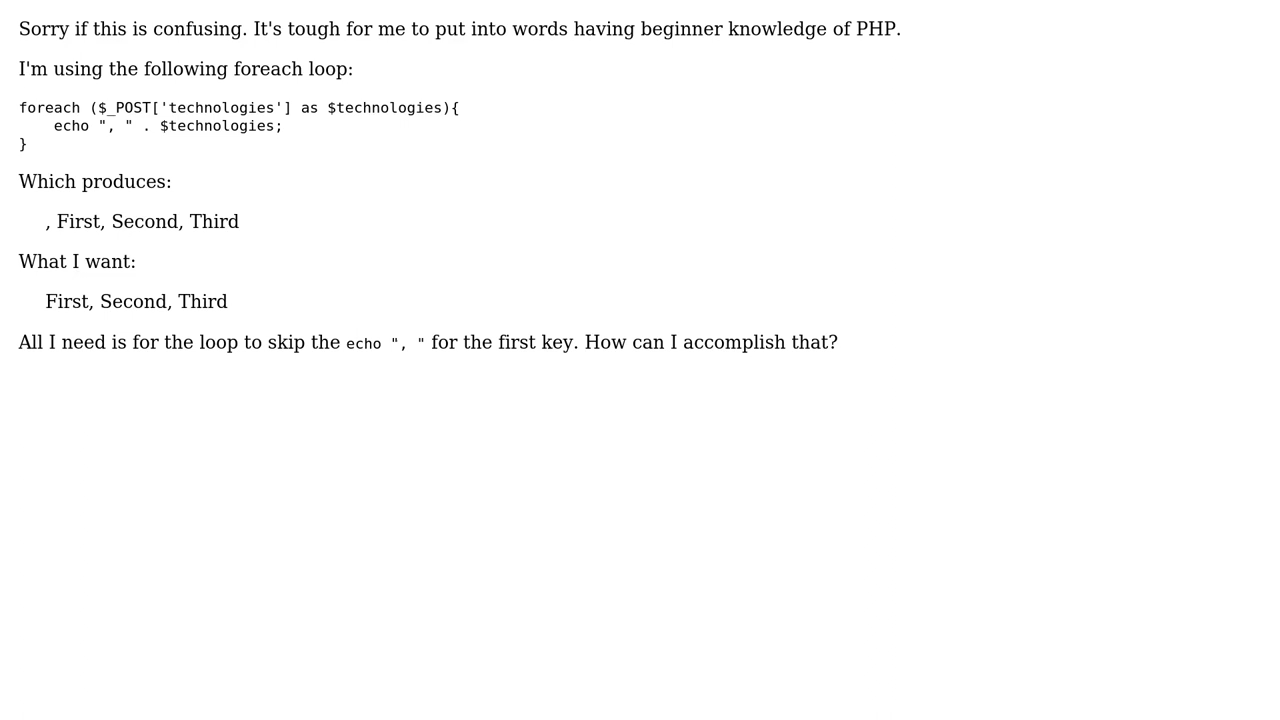 Sorry if this is confusing. It's tough for me to put into words having beginner knowledge of PHP.
I'm using the following foreach loop:
foreach ($_POST['technologies'] as $technologies){
    echo ", " . $technologies;
}
Which produces:
, First, Second, Third
What I want:
First, Second, Third
All I need is for the loop to skip the echo ", " for the first key. How can I accomplish that?